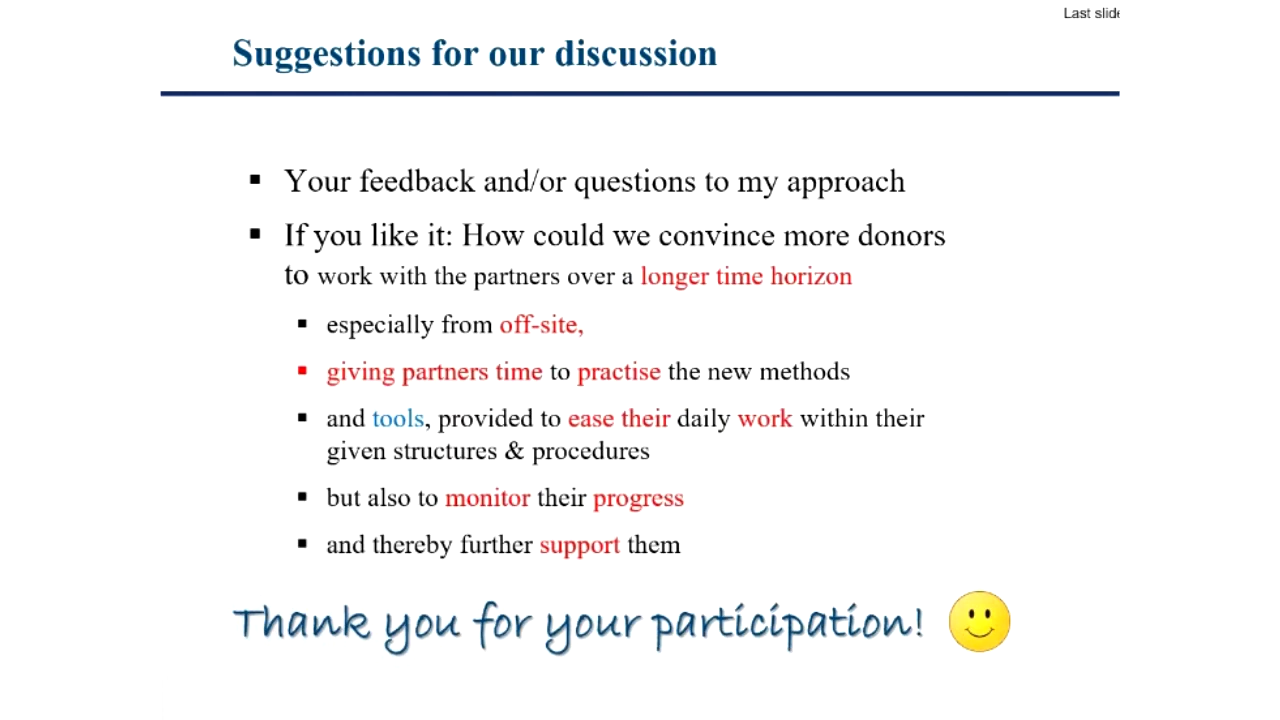 Last slide
Suggestions for our discussion
▪ Your feedback and/or questions to my approach
▪ If you like it: How could we convince more donors
to work with the partners over a longer time horizon
▪ especially from off-site,
▪ giving partners time to practise the new methods
▪ and tools, provided to ease their daily work within their
given structures & procedures
▪ but also to monitor their progress
▪ and thereby further support them
Thank you for your participation!